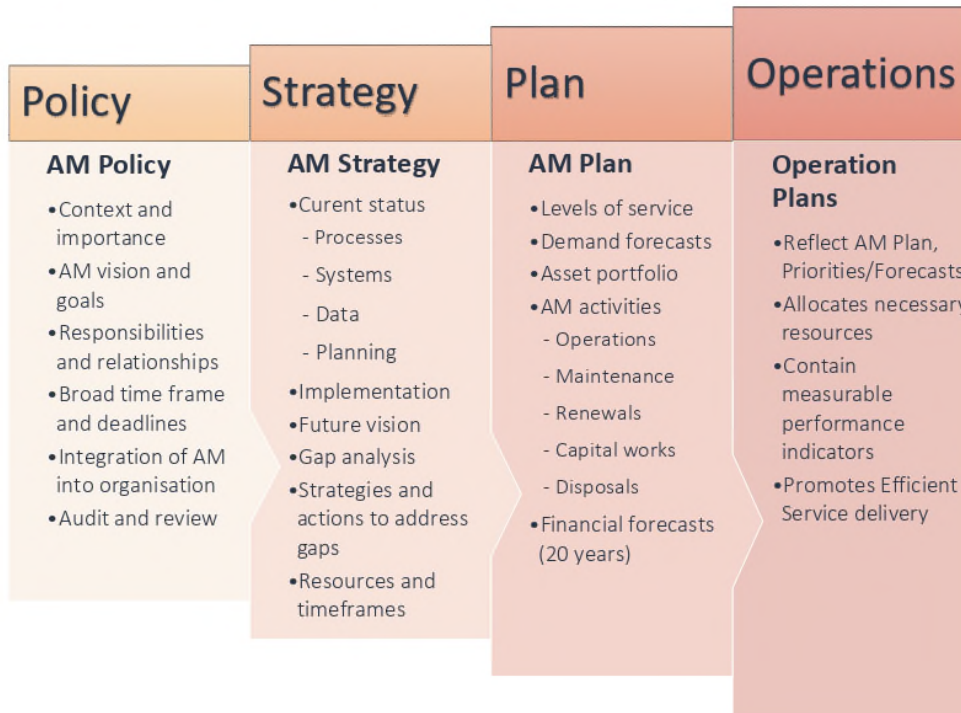 Policy
AM Policy
•Context and
importance
•AM vision and
goals
•Responsibilities
and relationships
•Broad time frame
and deadlines
•Integration of AM
into organisation
•Audit and review
Strategy
AM Strategy
•Curent status
- Processes
- Systems
- Data
- Planning
•Implementation
•Future vision
•Gap analysis
•Strategies and
actions to address
gaps
•Resources and
timeframes
Plan
AM Plan
•Levels of service
•Demand forecasts
•Asset portfolio
•AM activities
- Operations
- Maintenance
- Renewals
- Capital works
- Disposals
•Financial forecasts
(20 years)
Operations
Operation
Plans
•Reflect AM Plan,
Priorities/Forecasts
•Allocates necessary
resources
•Contain
measurable
performance
indicators
•Promotes Efficient
Service delivery